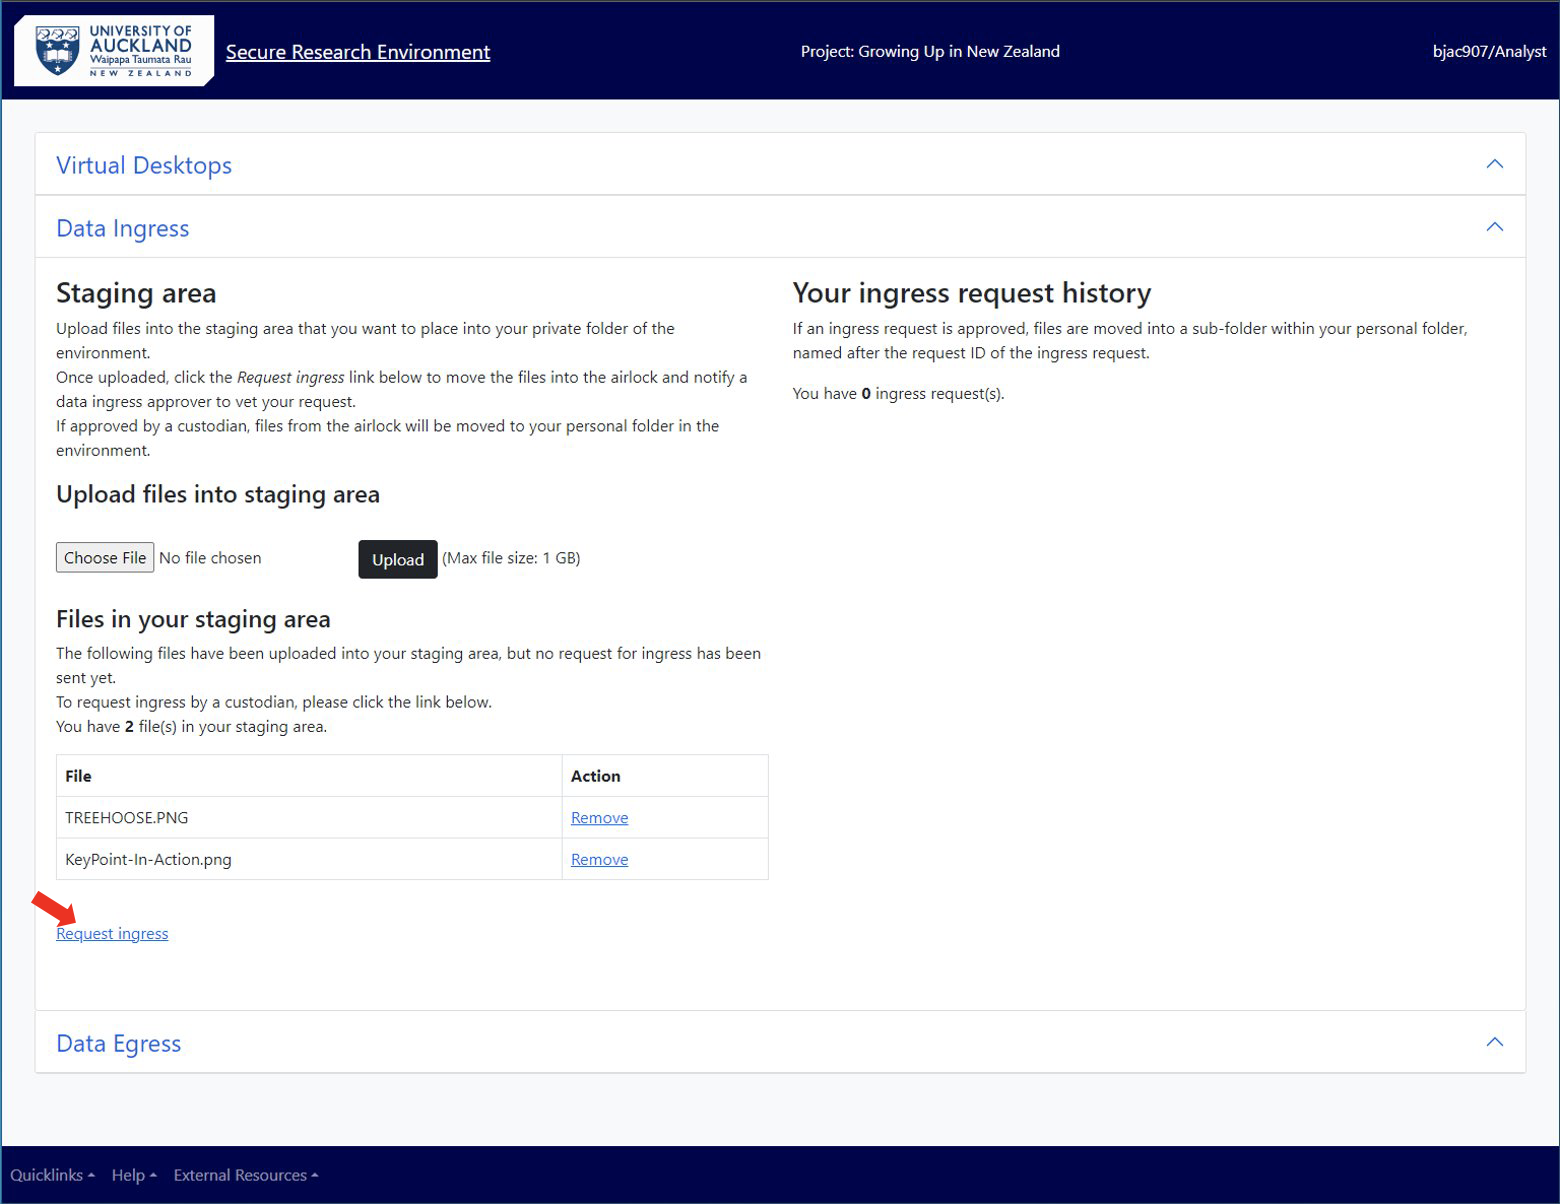 UNIVERSITY OF
AUCKLAND
Waipapa Taumata Rau
NEW ZEALAND
Secure Research Environment
Project: Growing Up in New Zealand
bjac907/Analyst
Virtual Desktops
Data Ingress
Staging area
Upload files into the staging area that you want to place into your private folder of the
environment.
Once uploaded, click the Request ingress link below to move the files into the airlock and notify a
data ingress approver to vet your request.
If approved by a custodian, files from the airlock will be moved to your personal folder in the
environment.
Upload files into staging area
Choose File No file chosen
Upload (Max file size: 1 GB)
Files in your staging area
The following files have been uploaded into your staging area, but no request for ingress has been
sent yet.
To request ingress by a custodian, please click the link below.
You have 2 file(s) in your staging area.
File Action
TREEHOOSE.PNG Remove
KeyPoint-In-Action.png Remove
Request ingress
Your ingress request history
If an ingress request is approved, files are moved into a sub-folder within your personal folder,
named after the request ID of the ingress request.
You have 0 ingress request(s).
Data Egress
Quicklinks Help External Resources